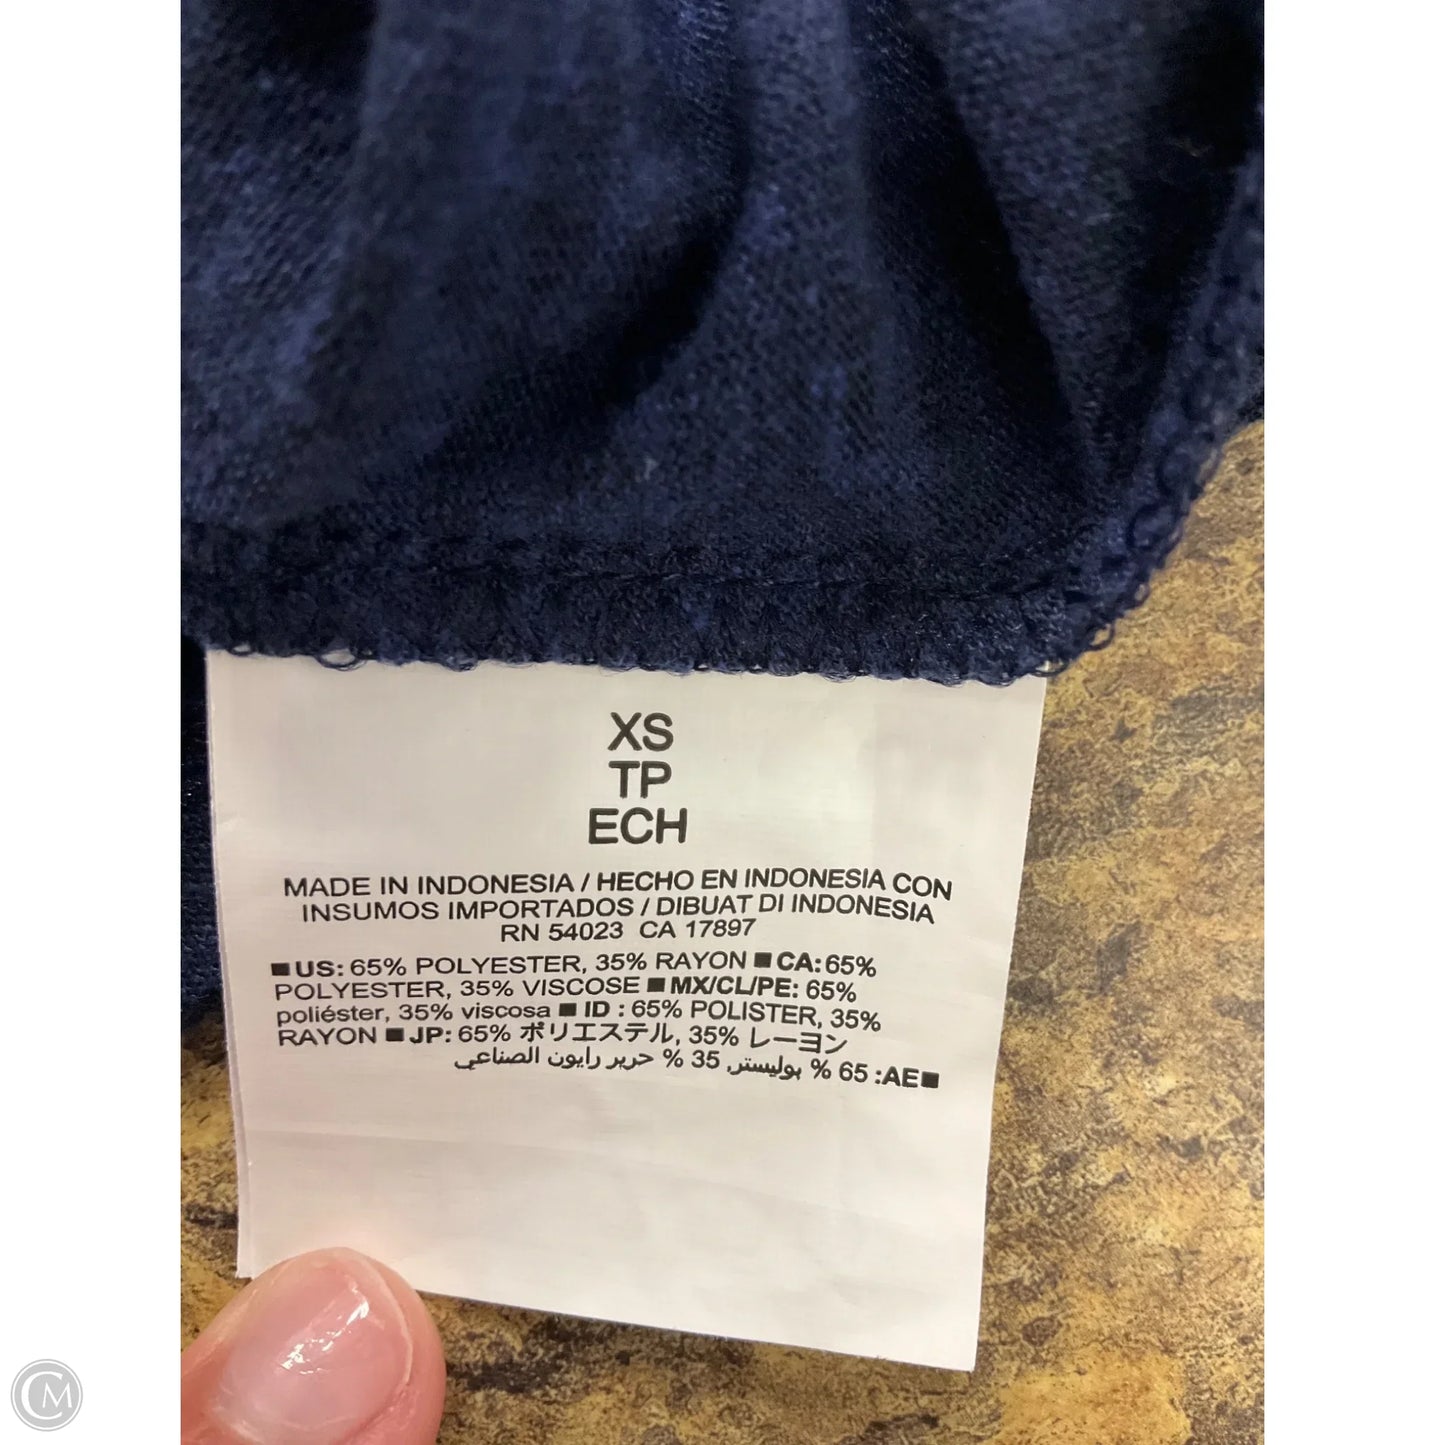 XS
TP
ECH
MADE IN INDONESIA / HECHO EN INDONESIA CON
INSUMOS IMPORTADOS / DIBUAT DI INDONESIA
RN 54023 CA 17897
■ US: 65% POLYESTER, 35% RAYON ■ CA: 65%
POLYESTER, 35% VISCOSE ■ MX/CL/PE: 65%
poliéster, 35% viscosa ■ ID : 65% POLISTER, 35%
RAYON ■ JP: 65% ポリエステル, 35% レーヨン
■AE: 65 % بوليستر, 35 % حرير رايون الصناعي
CM